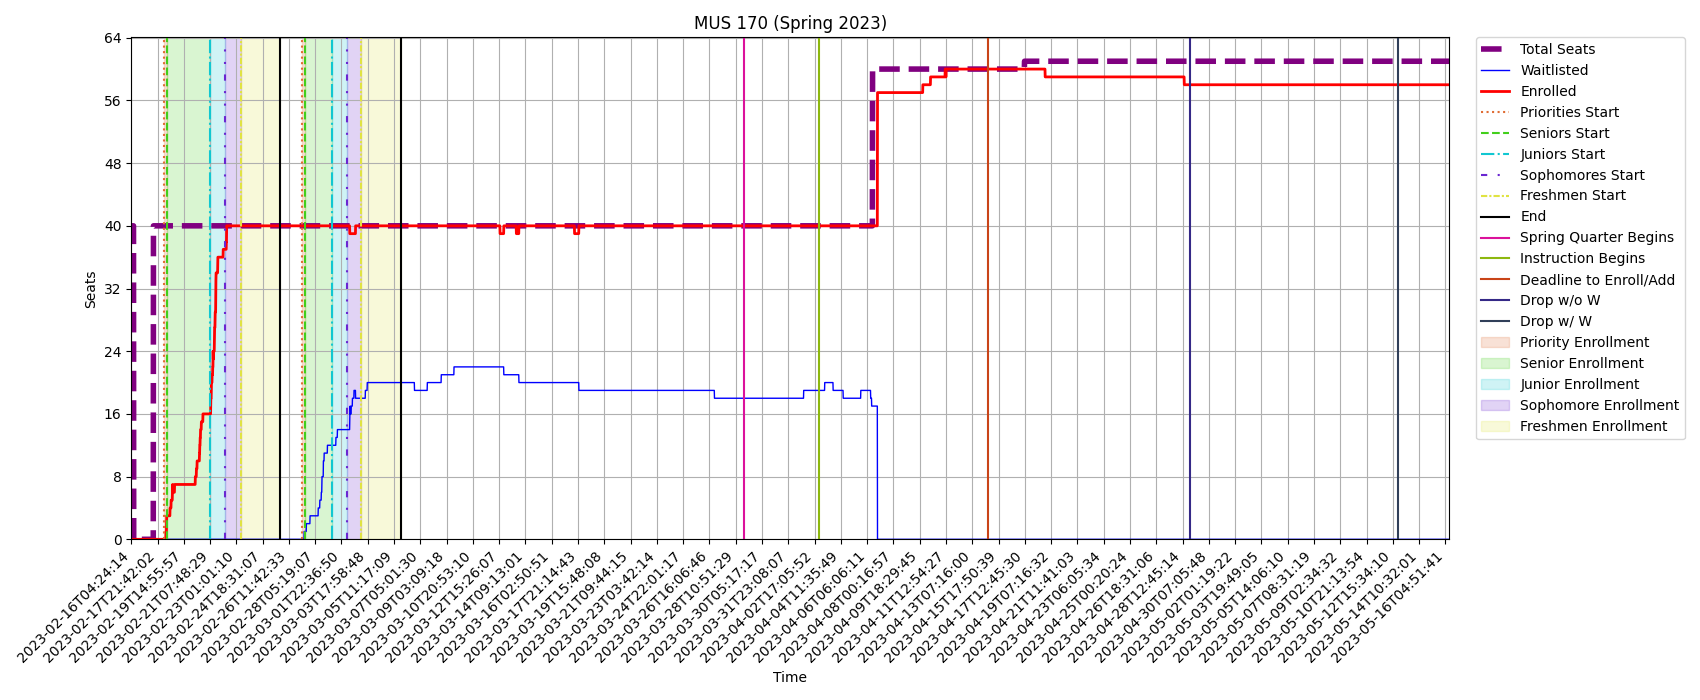 MUS 170 (Spring 2023)
64
56
48
40
32
24
16
8
0
Seats
2023-02-16T04:24:14
2023-02-17T21:42:02
2023-02-19T14:55:57
2023-02-21T07:48:29
2023-02-23T01:01:10
2023-02-24T18:31:07
2023-02-26T11:42:33
2023-02-28T05:19:07
2023-03-01T22:36:50
2023-03-03T17:58:48
2023-03-05T11:17:09
2023-03-07T05:01:30
2023-03-09T03:09:18
2023-03-10T20:53:10
2023-03-12T15:26:07
2023-03-14T09:13:01
2023-03-16T02:50:51
2023-03-17T21:14:43
2023-03-19T15:48:08
2023-03-21T09:44:15
2023-03-23T03:42:14
2023-03-24T22:01:17
2023-03-26T16:06:46
2023-03-28T10:51:29
2023-03-30T05:17:17
2023-03-31T23:08:07
2023-04-02T17:05:52
2023-04-04T11:35:49
2023-04-06T06:06:11
2023-04-08T00:16:57
2023-04-09T18:29:45
2023-04-11T12:54:27
2023-04-13T07:16:00
2023-04-15T17:50:39
2023-04-17T12:45:30
2023-04-19T07:16:32
2023-04-21T11:41:03
2023-04-23T06:05:34
2023-04-25T00:20:24
2023-04-26T18:31:06
2023-04-28T12:45:14
2023-04-30T07:05:48
2023-05-02T01:19:22
2023-05-03T19:49:05
2023-05-05T14:06:10
2023-05-07T08:31:19
2023-05-09T02:34:32
2023-05-10T21:13:54
2023-05-12T15:34:10
2023-05-14T10:32:01
2023-05-16T04:51:41
Time
Total Seats
Waitlisted
Enrolled
Priorities Start
Seniors Start
Juniors Start
Sophomores Start
Freshmen Start
End
Spring Quarter Begins
Instruction Begins
Deadline to Enroll/Add
Drop w/o W
Drop w/ W
Priority Enrollment
Senior Enrollment
Junior Enrollment
Sophomore Enrollment
Freshmen Enrollment